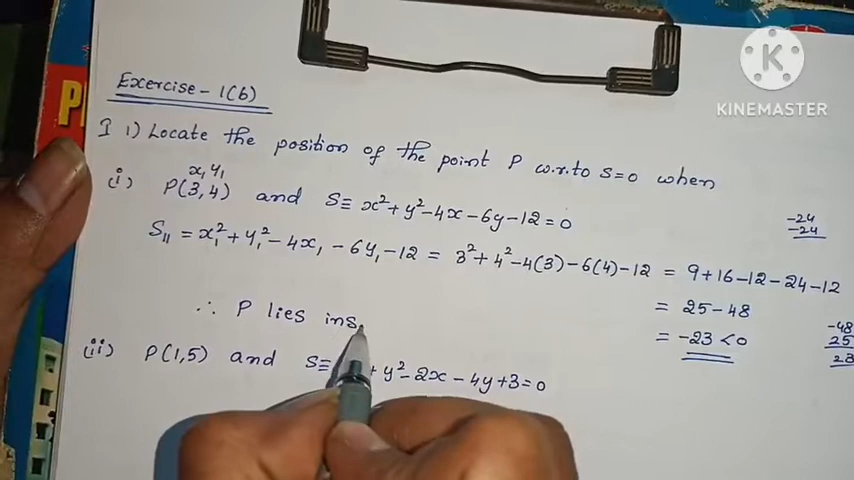 KINEMASTER
Exercise - 1(b)
I 1) Locate the position of the point P w.r.to S=0 when
x₁ y₁
(i) P(3,4) and S≡ x²+y²-4x-6y-12=0
-24
-24
S₁₁ = x₁²+y₁²-4x₁-6y₁-12 = 3²+4²-4(3)-6(4)-12 = 9+16-12-24-12
= 25-48
= -23 <0
-48
25
23
∴ P lies ins
(ii) P(1,5) and S≡ +y²-2x-4y+3=0